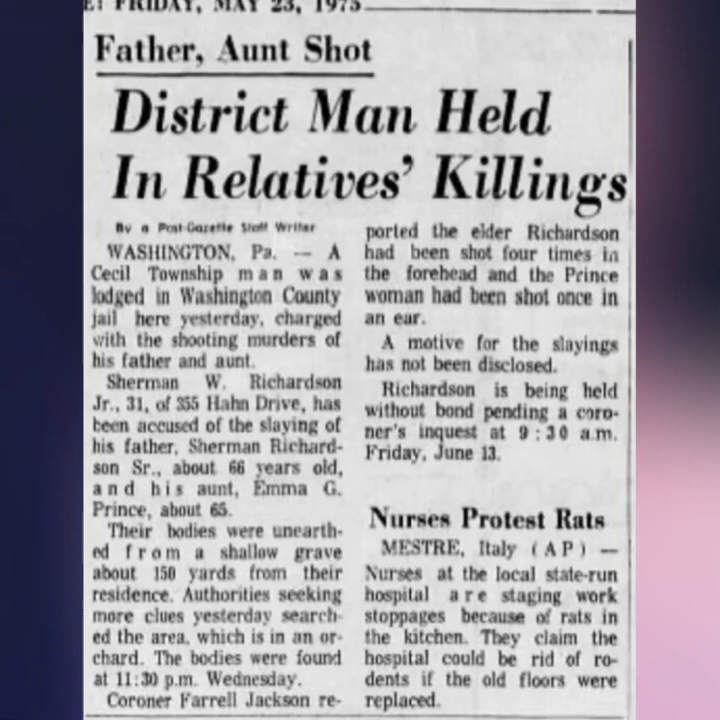 FRIDAY, MAY 23, 1975
Father, Aunt Shot
District Man Held
In Relatives' Killings
By a Post-Gazette Staff Writer
WASHINGTON, Pa. — A
Cecil Township man was
lodged in Washington County
jail here yesterday, charged
with the shooting murders of
his father and aunt.
Sherman W. Richardson
Jr., 31, of 355 Hahn Drive, has
been accused of the slaying of
his father, Sherman Richard-
son Sr., about 66 years old,
and his aunt, Emma G.
Prince, about 65.
Their bodies were unearth-
ed from a shallow grave
about 150 yards from their
residence. Authorities seeking
more clues yesterday search-
ed the area, which is in an or-
chard. The bodies were found
at 11:30 p.m. Wednesday.
Coroner Farrell Jackson re-
ported the elder Richardson
had been shot four times in
the forehead and the Prince
woman had been shot once in
an ear.
A motive for the slayings
has not been disclosed.
Richardson is being held
without bond pending a coro-
ner's inquest at 9:30 a.m.
Friday, June 13.
Nurses Protest Rats
MESTRE, Italy (AP) —
Nurses at the local state-run
hospital are staging work
stoppages because of rats in
the kitchen. They claim the
hospital could be rid of ro-
dents if the old floors were
replaced.